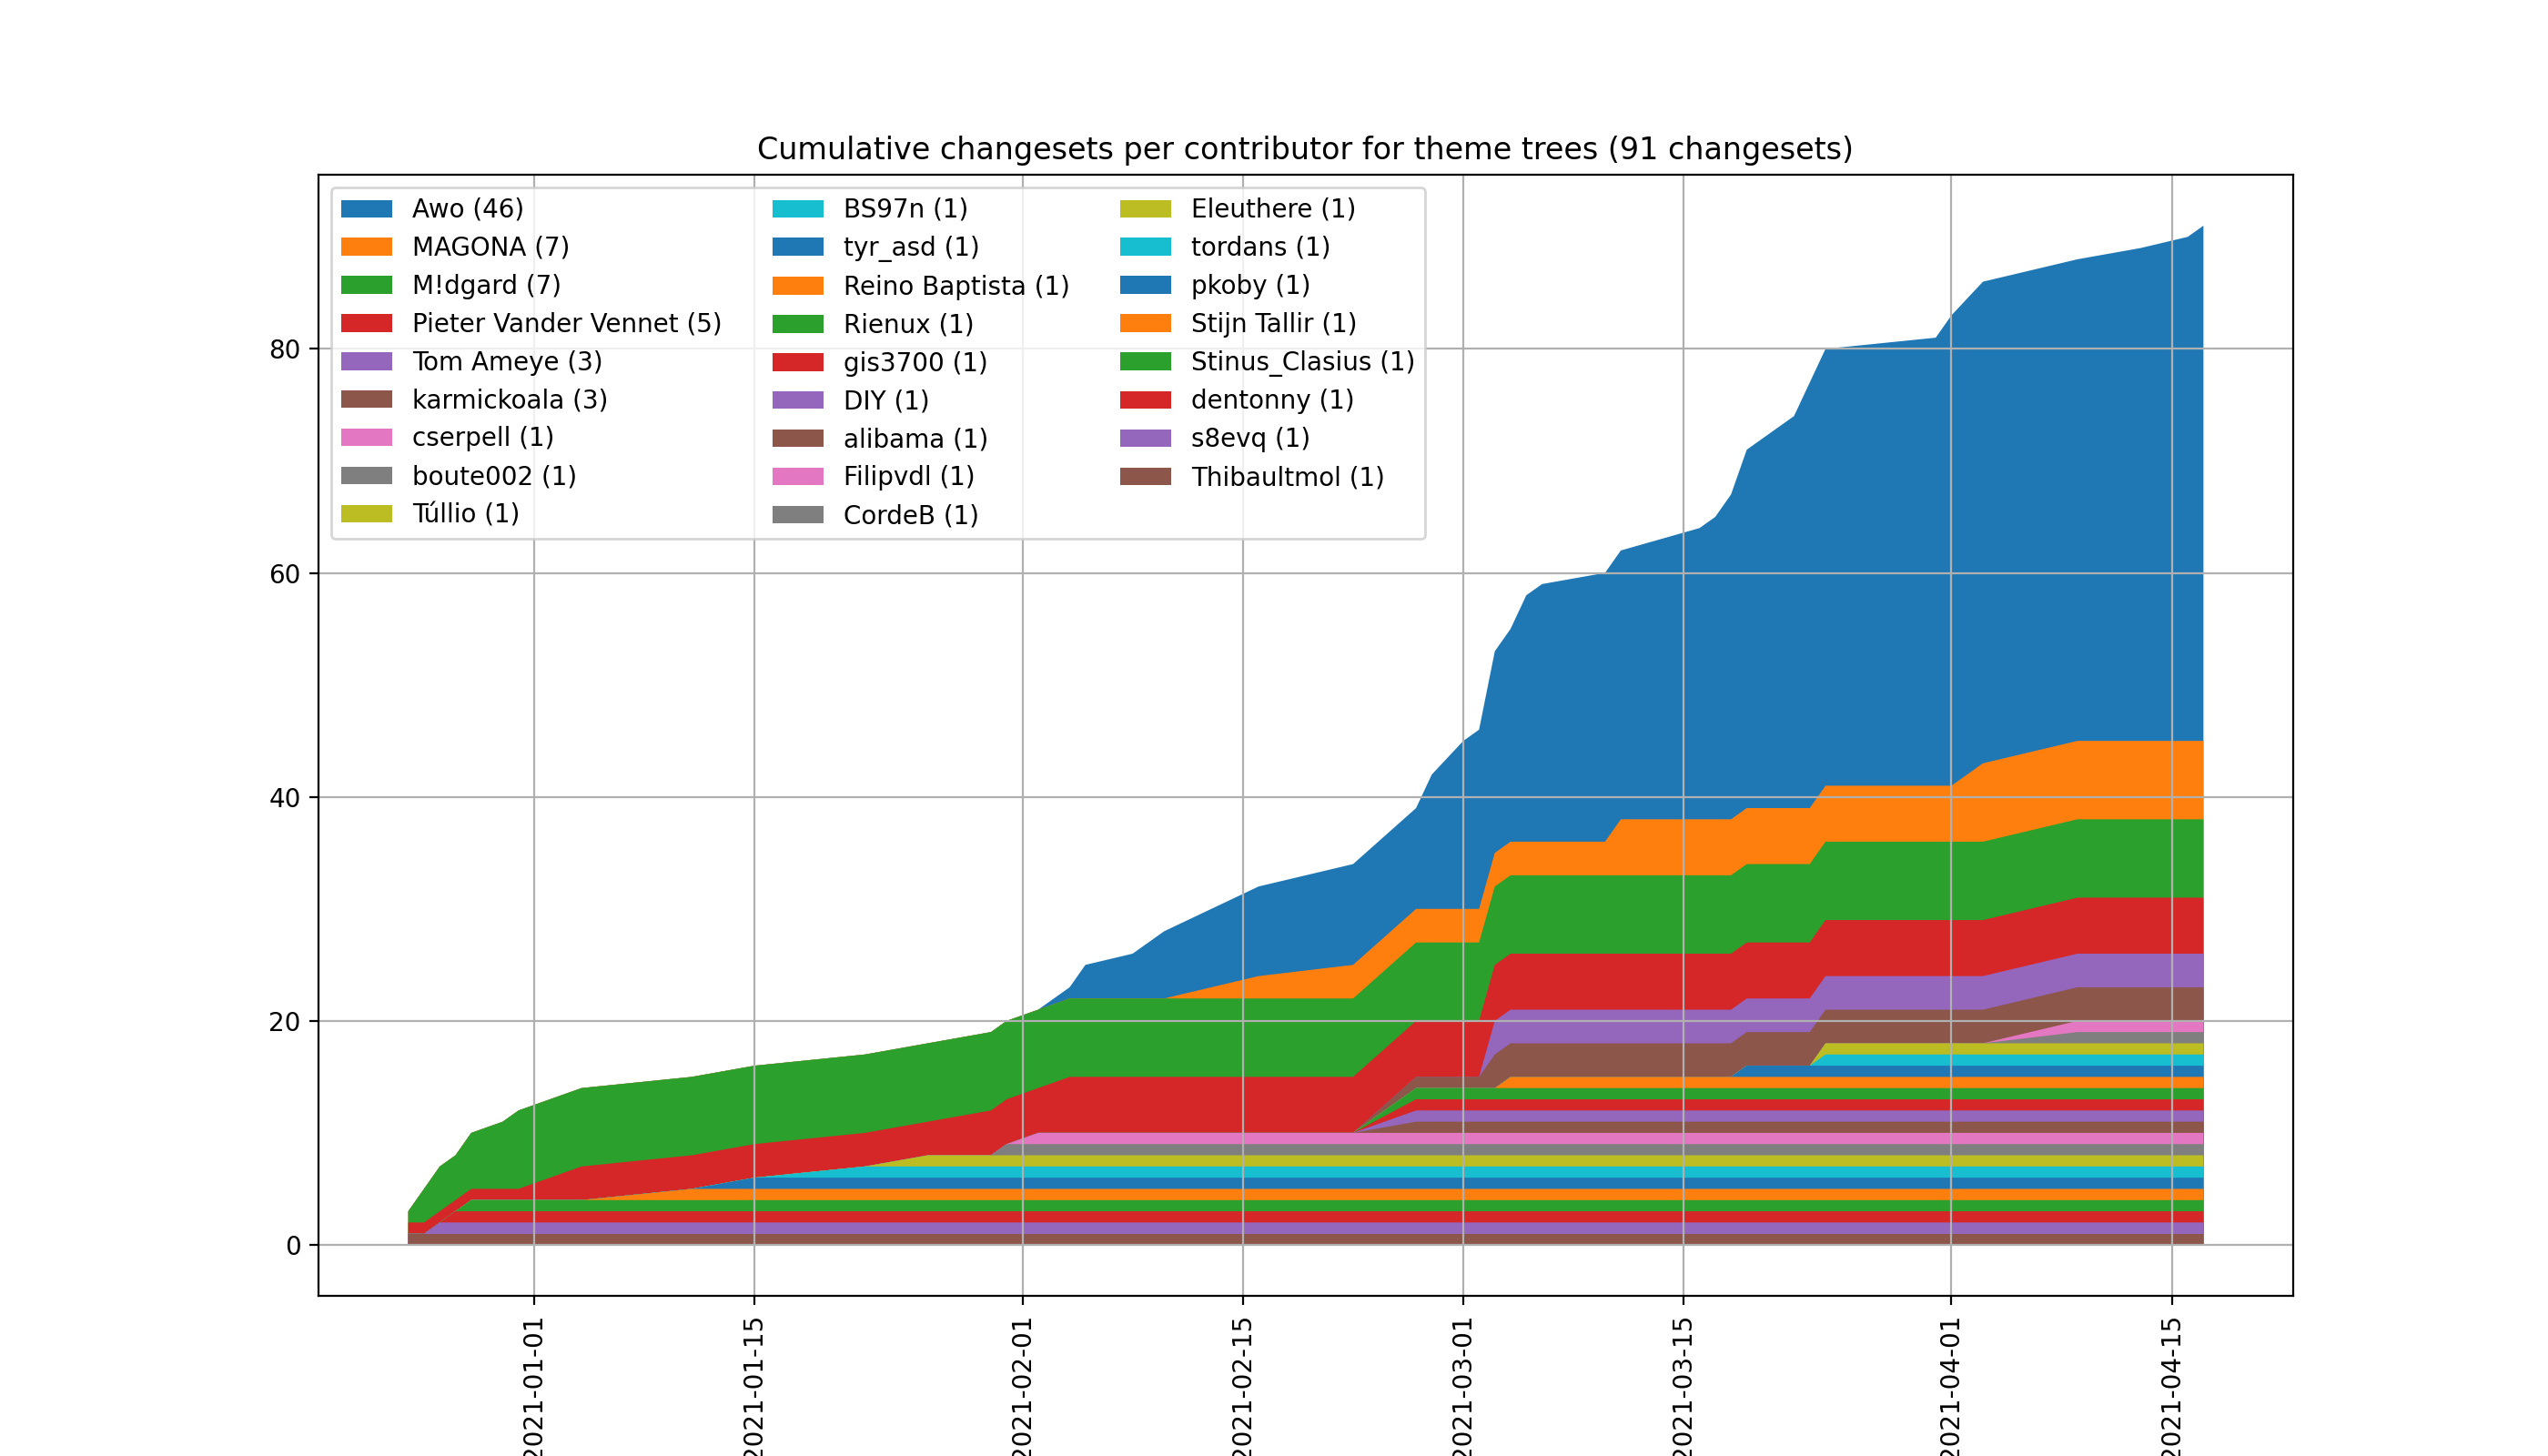 Cumulative changesets per contributor for theme trees (91 changesets)
Awo (46)
MAGONA (7)
M!dgard (7)
Pieter Vander Vennet (5)
Tom Ameye (3)
karmickoala (3)
cserpell (1)
boute002 (1)
Túllio (1)
BS97n (1)
tyr_asd (1)
Reino Baptista (1)
Rienux (1)
gis3700 (1)
DIY (1)
alibama (1)
Filipvdl (1)
CordeB (1)
Eleuthere (1)
tordans (1)
pkoby (1)
Stijn Tallir (1)
Stinus_Clasius (1)
dentonny (1)
s8evq (1)
Thibaultmol (1)
80
60
40
20
0
2021-01-01
2021-01-15
2021-02-01
2021-02-15
2021-03-01
2021-03-15
2021-04-01
2021-04-15